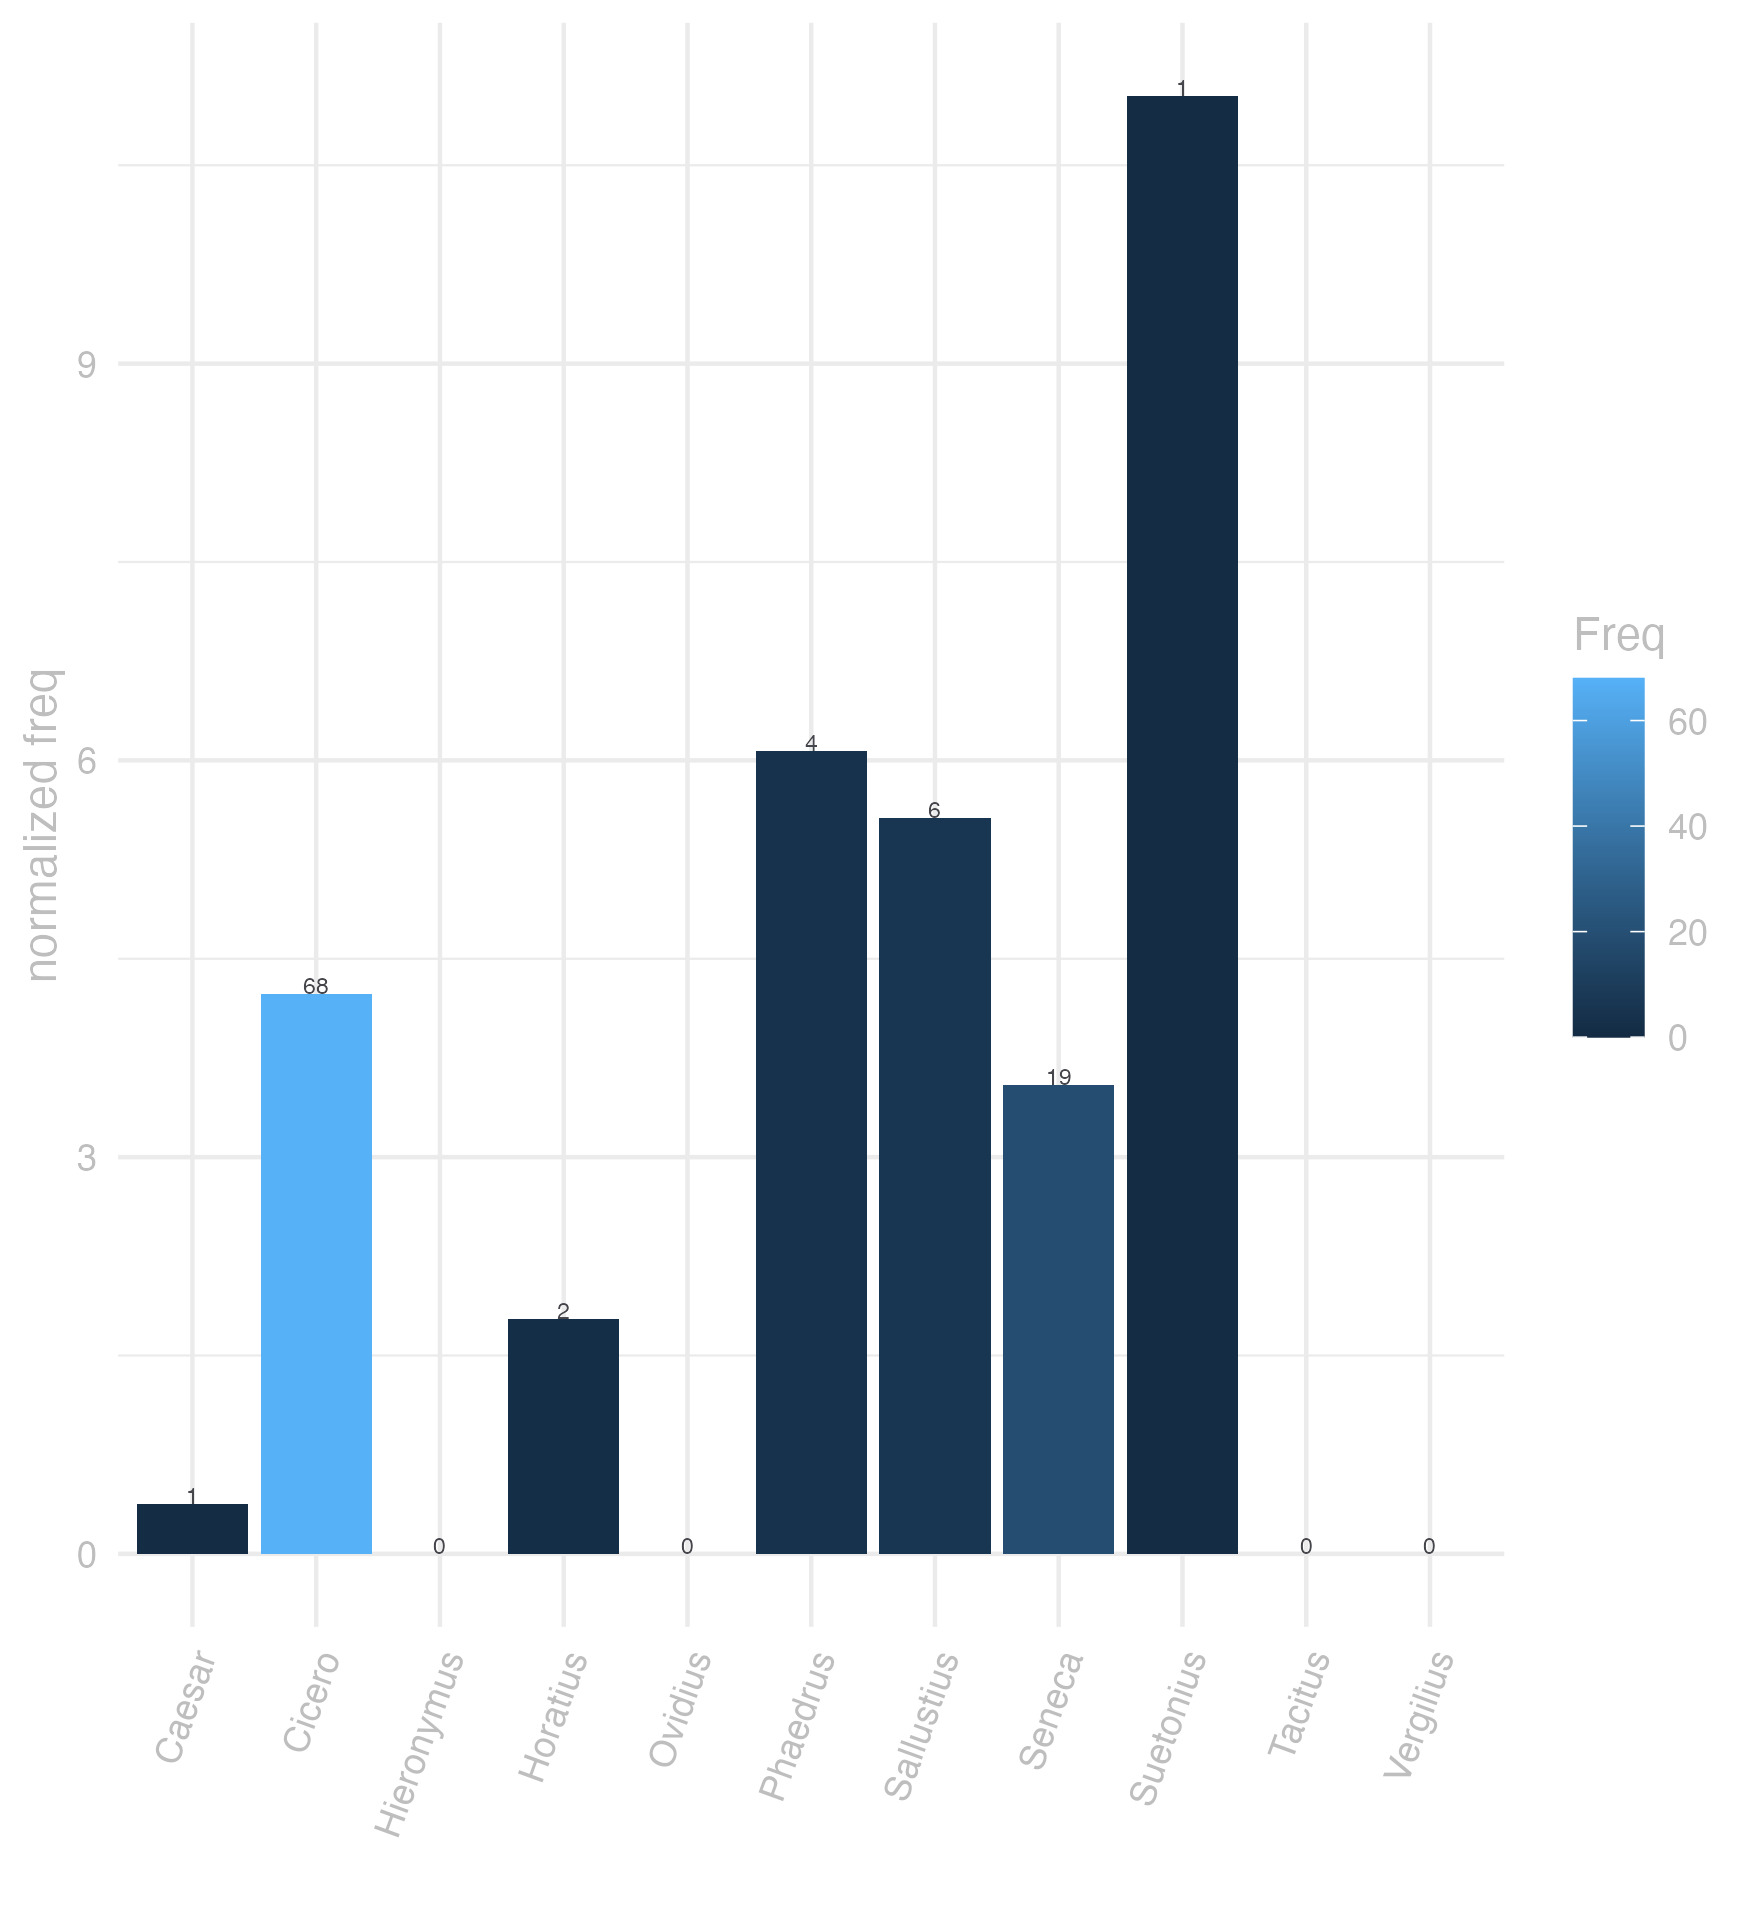 1
9
4
6
6
68
19
3
2
1
0
0
0
0
0
normalized freq
Caesar
Cicero
Hieronymus
Horatius
Ovidius
Phaedrus
Sallustius
Seneca
Suetonius
Tacitus
Vergilius
Freq
60
40
20
0